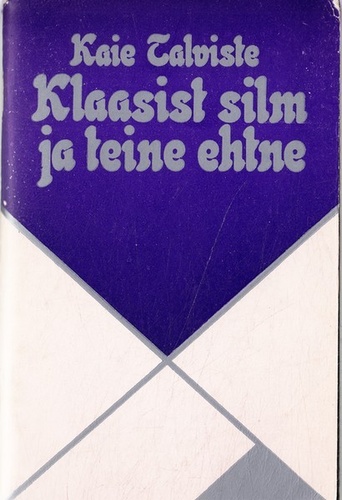 Kaie Talviste
Klaasist silm
ja teine ehtne